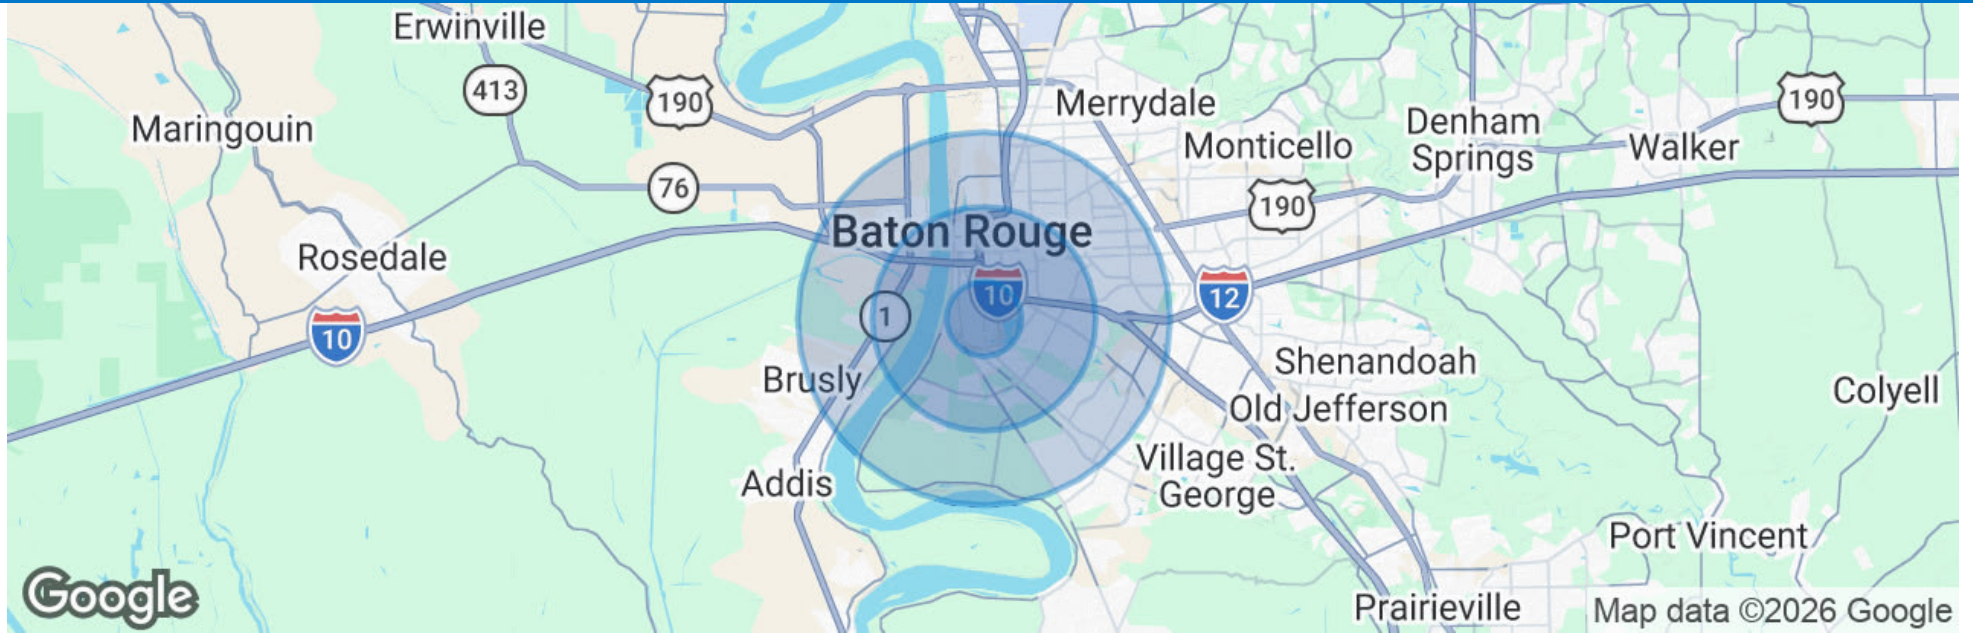 Erwinville
413
190
190
Merrydale
Maringouin
Denham
Springs
Monticello
Walker
76
190
Baton Rouge
Rosedale
10
12
1
10
Shenandoah
Brusly
Colyell
Old Jefferson
Village St.
George
Addis
Port Vincent
Google
Prairieville
Map data ©2026 Google